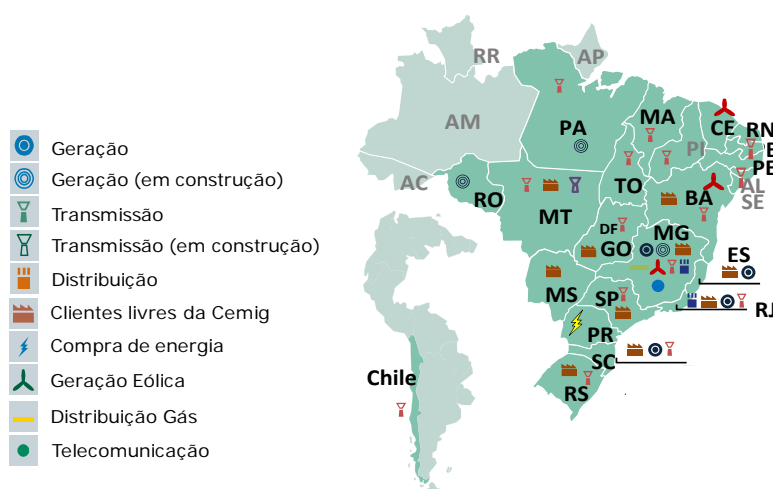 Geração
Geração (em construção)
Transmissão
Transmissão (em construção)
Distribuição
Clientes livres da Cemig
Compra de energia
Geração Eólica
Distribuição Gás
Telecomunicação
RR
AP
AM
PA
MA
CE
RN
PI
PE
AC
RO
TO
BA
AL
SE
MT
DF
GO
MG
ES
MS
SP
RJ
PR
SC
Chile
RS